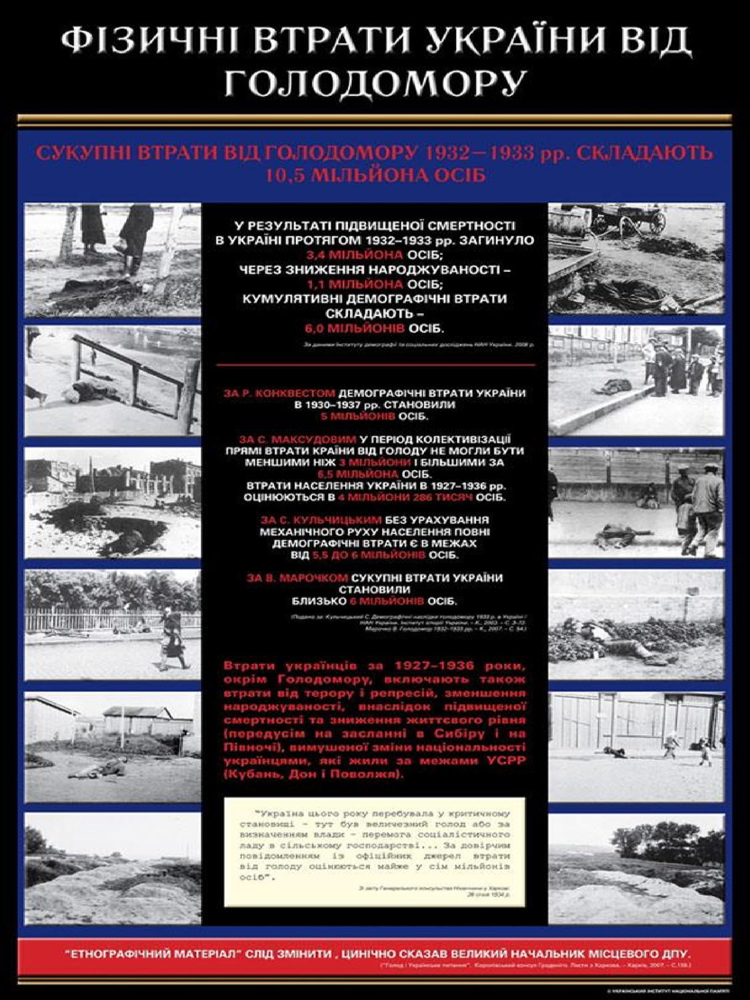 ФІЗИЧНІ ВТРАТИ УКРАЇНИ ВІД
ГОЛОДОМОРУ
СУКУПНІ ВТРАТИ ВІД ГОЛОДОМОРУ 1932–1933 рр. СКЛАДАЮТЬ
10,5 МІЛЬЙОНА ОСІБ
У РЕЗУЛЬТАТІ ПІДВИЩЕНОЇ СМЕРТНОСТІ
В УКРАЇНІ ПРОТЯГОМ 1932–1933 рр. ЗАГИНУЛО
3,4 МІЛЬЙОНА ОСІБ;
ЧЕРЕЗ ЗНИЖЕННЯ НАРОДЖУВАНОСТІ –
1,1 МІЛЬЙОНА ОСІБ;
КУМУЛЯТИВНІ ДЕМОГРАФІЧНІ ВТРАТИ
СКЛАДАЮТЬ –
6,0 МІЛЬЙОНІВ ОСІБ.
За даними Інституту демографії та соціальних досліджень НАН України. 2008 р.
ЗА Р. КОНКВЕСТОМ ДЕМОГРАФІЧНІ ВТРАТИ УКРАЇНИ
В 1930–1937 рр. СТАНОВИЛИ
5 МІЛЬЙОНІВ ОСІБ.
ЗА С. МАКСУДОВИМ У ПЕРІОД КОЛЕКТИВІЗАЦІЇ
ПРЯМІ ВТРАТИ КРАЇНИ ВІД ГОЛОДУ НЕ МОГЛИ БУТИ
МЕНШИМИ НІЖ 3 МІЛЬЙОНИ І БІЛЬШИМИ ЗА
6,5 МІЛЬЙОНА ОСІБ.
ВТРАТИ НАСЕЛЕННЯ УКРАЇНИ В 1927–1936 рр.
ОЦІНЮЮТЬСЯ В 4 МІЛЬЙОНИ 286 ТИСЯЧ ОСІБ.
ЗА С. КУЛЬЧИЦЬКИМ БЕЗ УРАХУВАННЯ
МЕХАНІЧНОГО РУХУ НАСЕЛЕННЯ ПОВНІ
ДЕМОГРАФІЧНІ ВТРАТИ Є В МЕЖАХ
ВІД 5,5 ДО 6 МІЛЬЙОНІВ ОСІБ.
ЗА В. МАРОЧКОМ СУКУПНІ ВТРАТИ УКРАЇНИ
СТАНОВИЛИ
БЛИЗЬКО 6 МІЛЬЙОНІВ ОСІБ.
(Подано за: Кульчицький С. Демографічні наслідки голодомору 1933 р. в Україні /
НАН України. Інститут історії України. – К., 2003. – С. 3–72.
Марочко В. Голодомор 1932–1933 рр. – К., 2007. – С. 54.)
Втрати українців за 1927–1936 роки,
окрім Голодомору, включають також
втрати від терору і репресій, зменшення
народжуваності, внаслідок підвищеної
смертності та зниження життєвого рівня
(передусім на засланні в Сибіру і на
Півночі), вимушеної зміни національності
українцями, які жили за межами УСРР
(Кубань, Дон і Поволжя).
"Україна цього року перебувала у критичному
становищі – тут був величезний голод або за
визначенням влади – перемога соціалістичного
ладу в сільському господарстві... За довірчим
повідомленням із офіційних джерел втрати
від голоду оцінюються майже у сім мільйонів
осіб".
Зі звіту Генерального консульства Німеччини у Харкові.
26 січня 1934 р.
"ЕТНОГРАФІЧНИЙ МАТЕРІАЛ" СЛІД ЗМІНИТИ , ЦИНІЧНО СКАЗАВ ВЕЛИКИЙ НАЧАЛЬНИК МІСЦЕВОГО ДПУ.
("Голод і Українське питання". Королівський консул Граденіго. Листи з Харкова. – Харків, 2007. – С.158.)
© УКРАЇНСЬКИЙ ІНСТИТУТ НАЦІОНАЛЬНОЇ ПАМ'ЯТІ